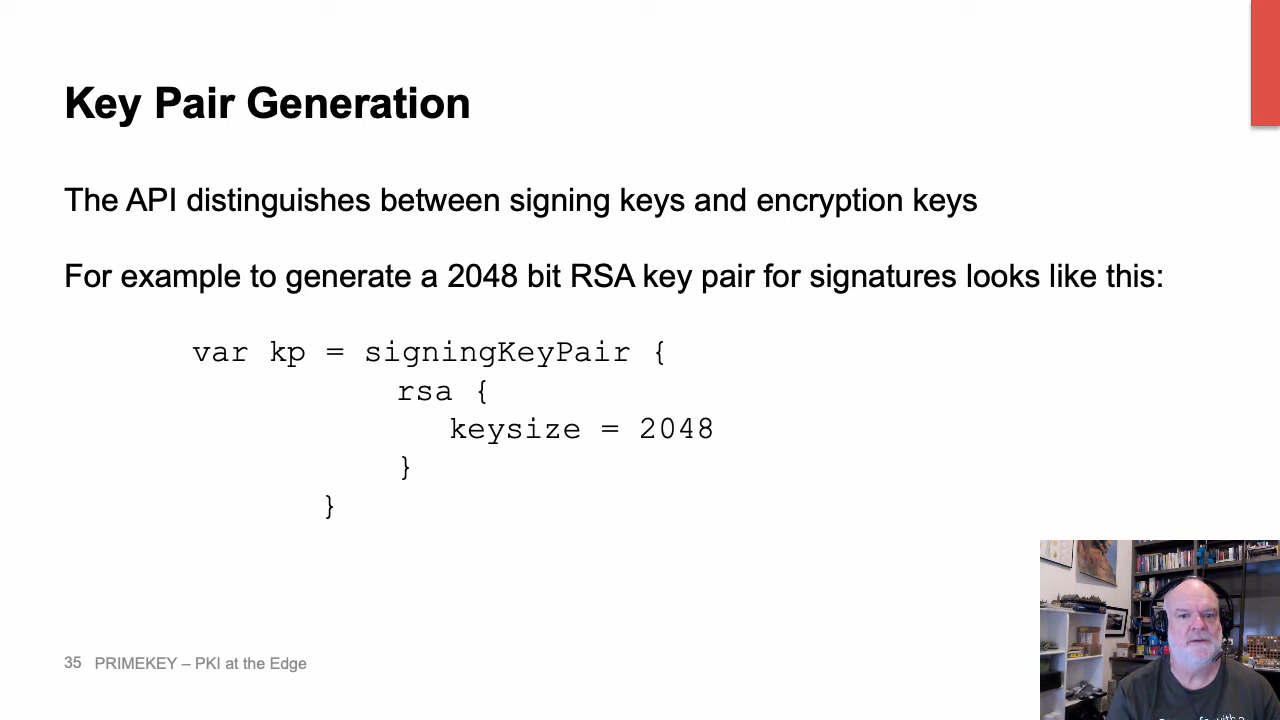 Key Pair Generation
The API distinguishes between signing keys and encryption keys
For example to generate a 2048 bit RSA key pair for signatures looks like this:
var kp = signingKeyPair {
rsa {
keysize = 2048
}
}
35 PRIMEKEY – PKI at the Edge